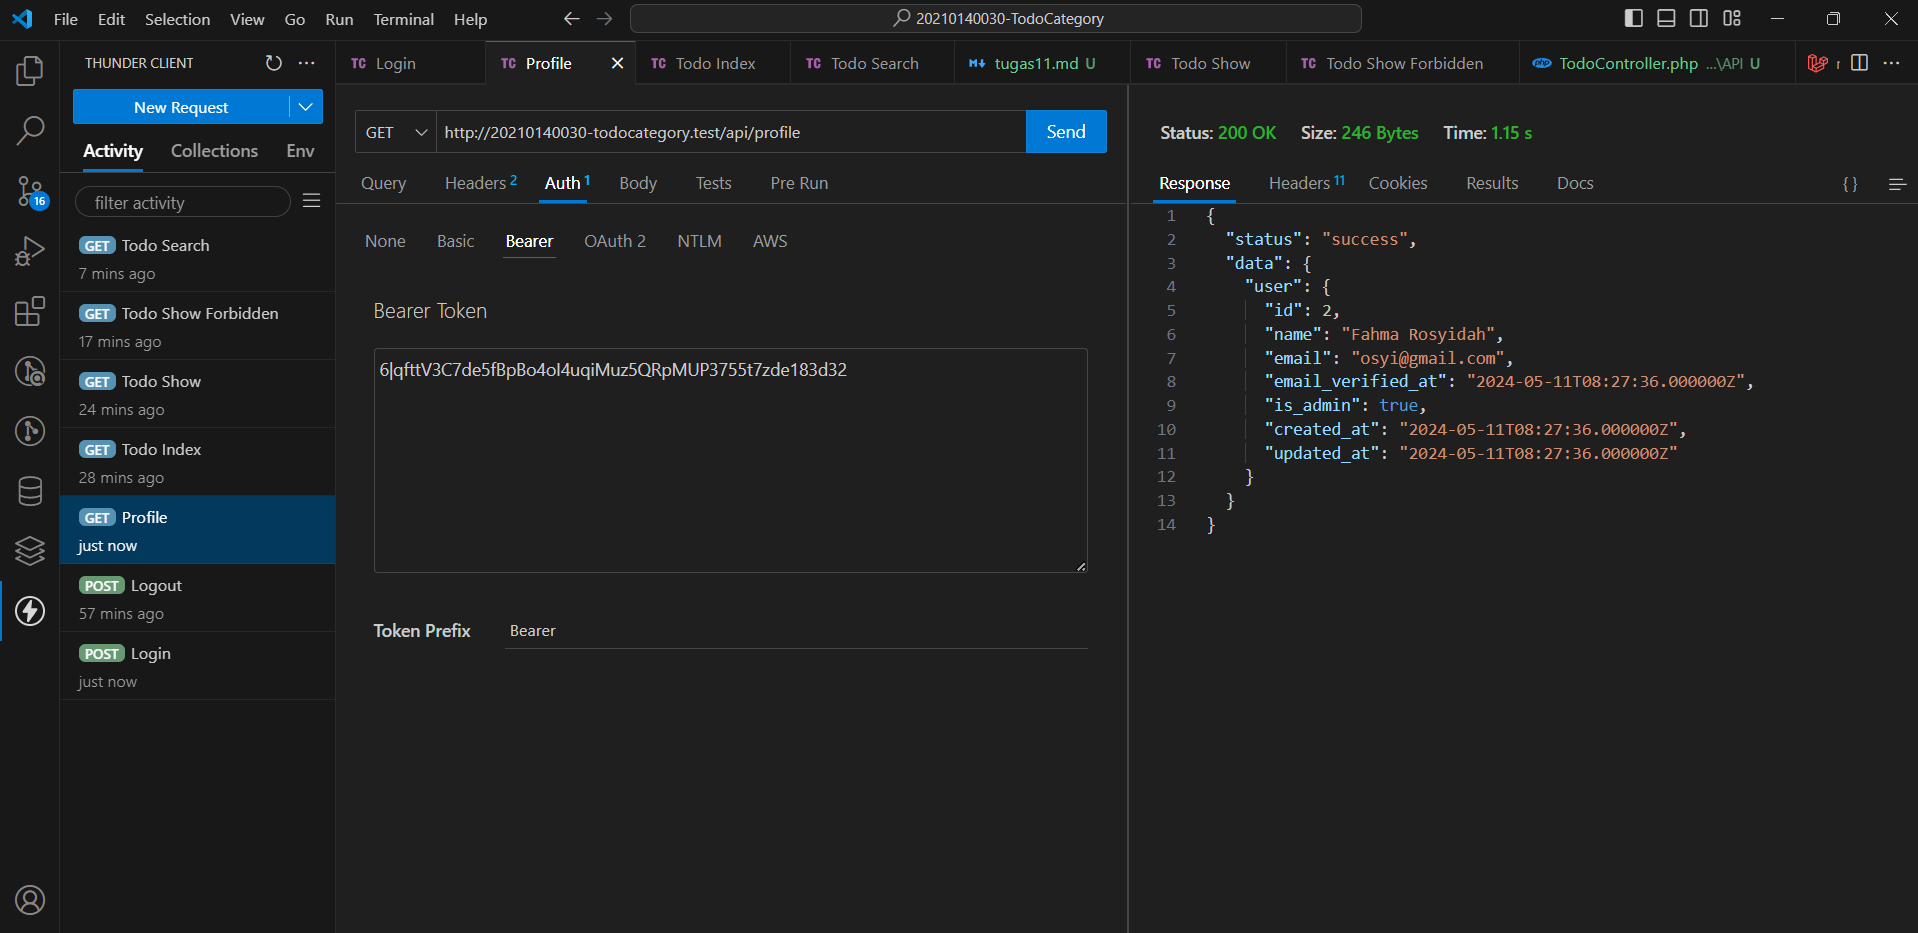 File Edit Selection View Go Run Terminal Help
20210140030-TodoCategory
THUNDER CLIENT
New Request
Activity Collections Env
filter activity
16
GET Todo Search
7 mins ago
GET Todo Show Forbidden
17 mins ago
GET Todo Show
24 mins ago
GET Todo Index
28 mins ago
GET Profile
just now
POST Logout
57 mins ago
POST Login
just now
TC Login TC Profile TC Todo Index TC Todo Search tugas11.md U TC Todo Show TC Todo Show Forbidden php TodoController.php ...\API U
GET http://20210140030-todocategory.test/api/profile Send
Query Headers 2 Auth 1 Body Tests Pre Run
None Basic Bearer OAuth 2 NTLM AWS
Bearer Token
6|qfttV3C7de5fBpBo4oI4uqiMuz5QRpMUP3755t7zde183d32
Token Prefix Bearer
Status: 200 OK Size: 246 Bytes Time: 1.15 s
Response Headers 11 Cookies Results Docs { }
1 {
2 "status": "success",
3 "data": {
4 "user": {
5 "id": 2,
6 "name": "Fahma Rosyidah",
7 "email": "osyi@gmail.com",
8 "email_verified_at": "2024-05-11T08:27:36.000000Z",
9 "is_admin": true,
10 "created_at": "2024-05-11T08:27:36.000000Z",
11 "updated_at": "2024-05-11T08:27:36.000000Z"
12 }
13 }
14 }